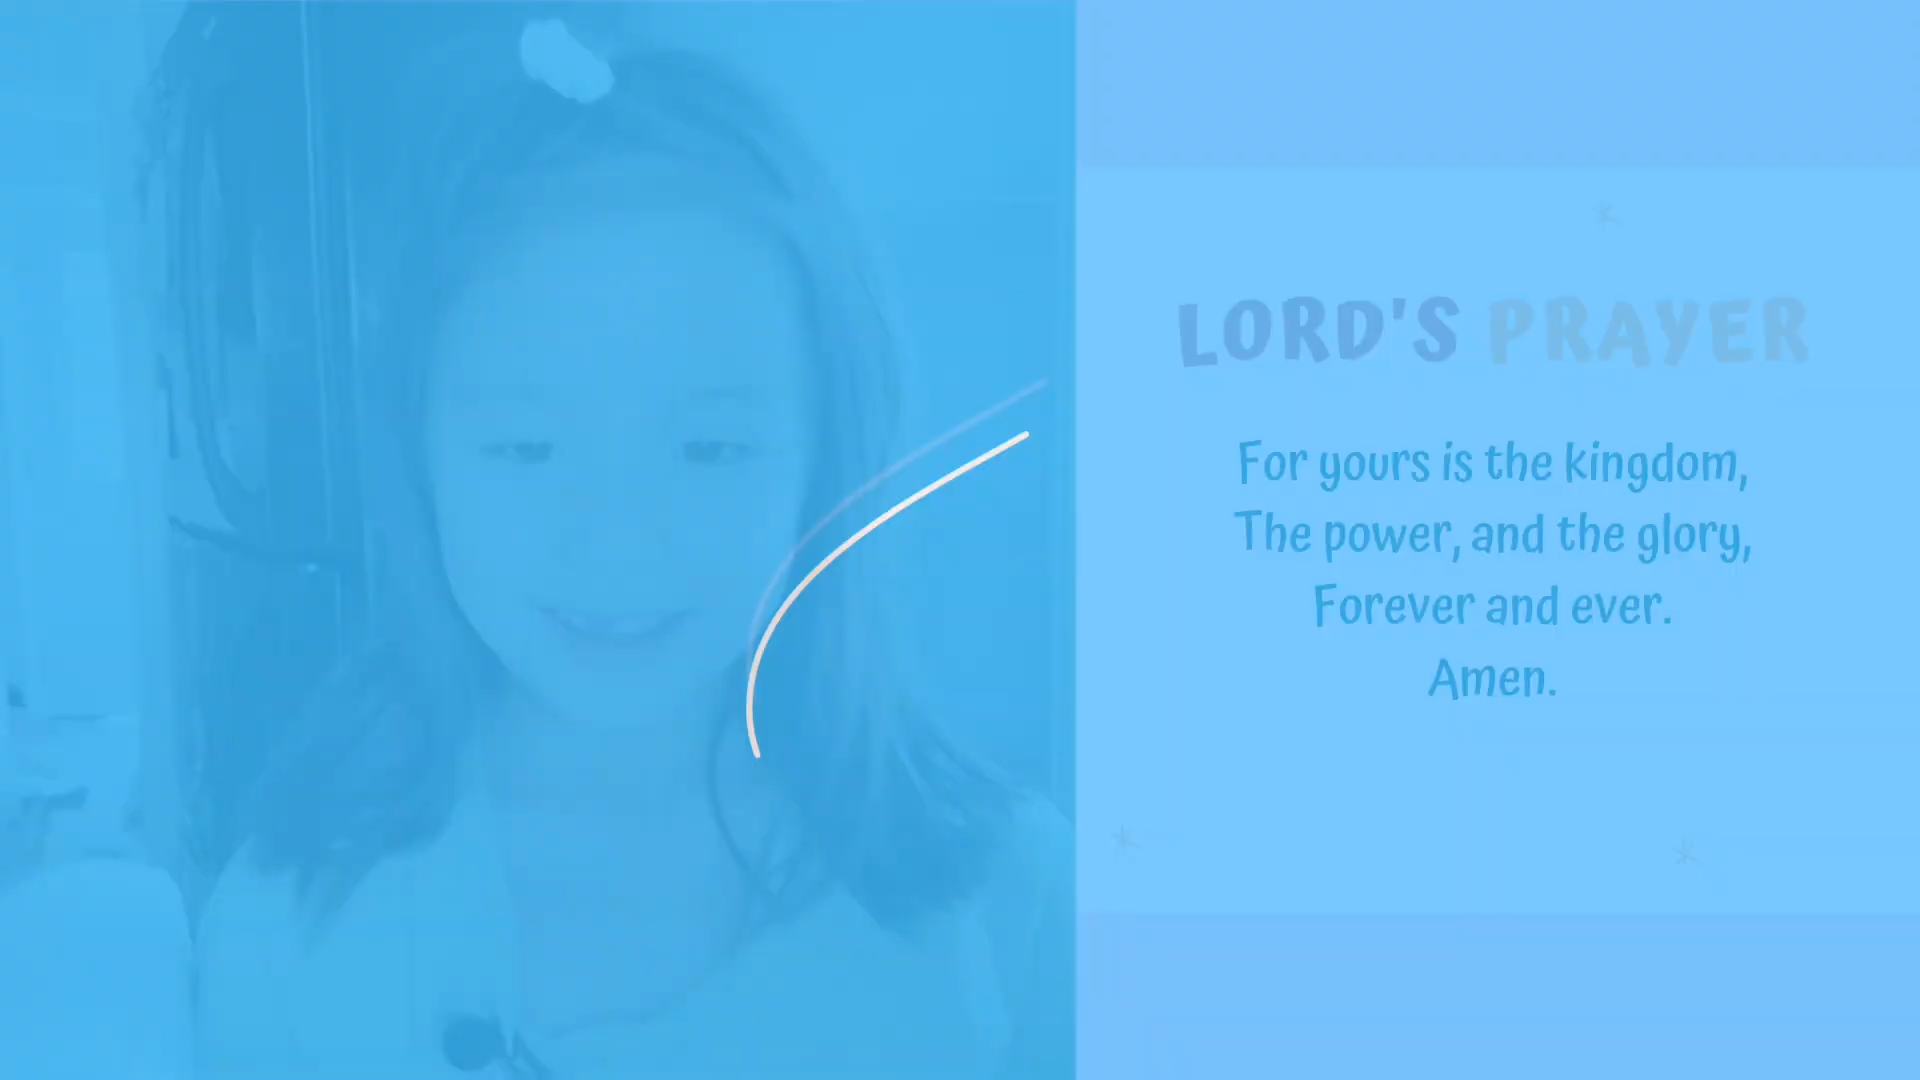 LORD'S PRAYER
For yours is the kingdom,
The power, and the glory,
Forever and ever.
Amen.